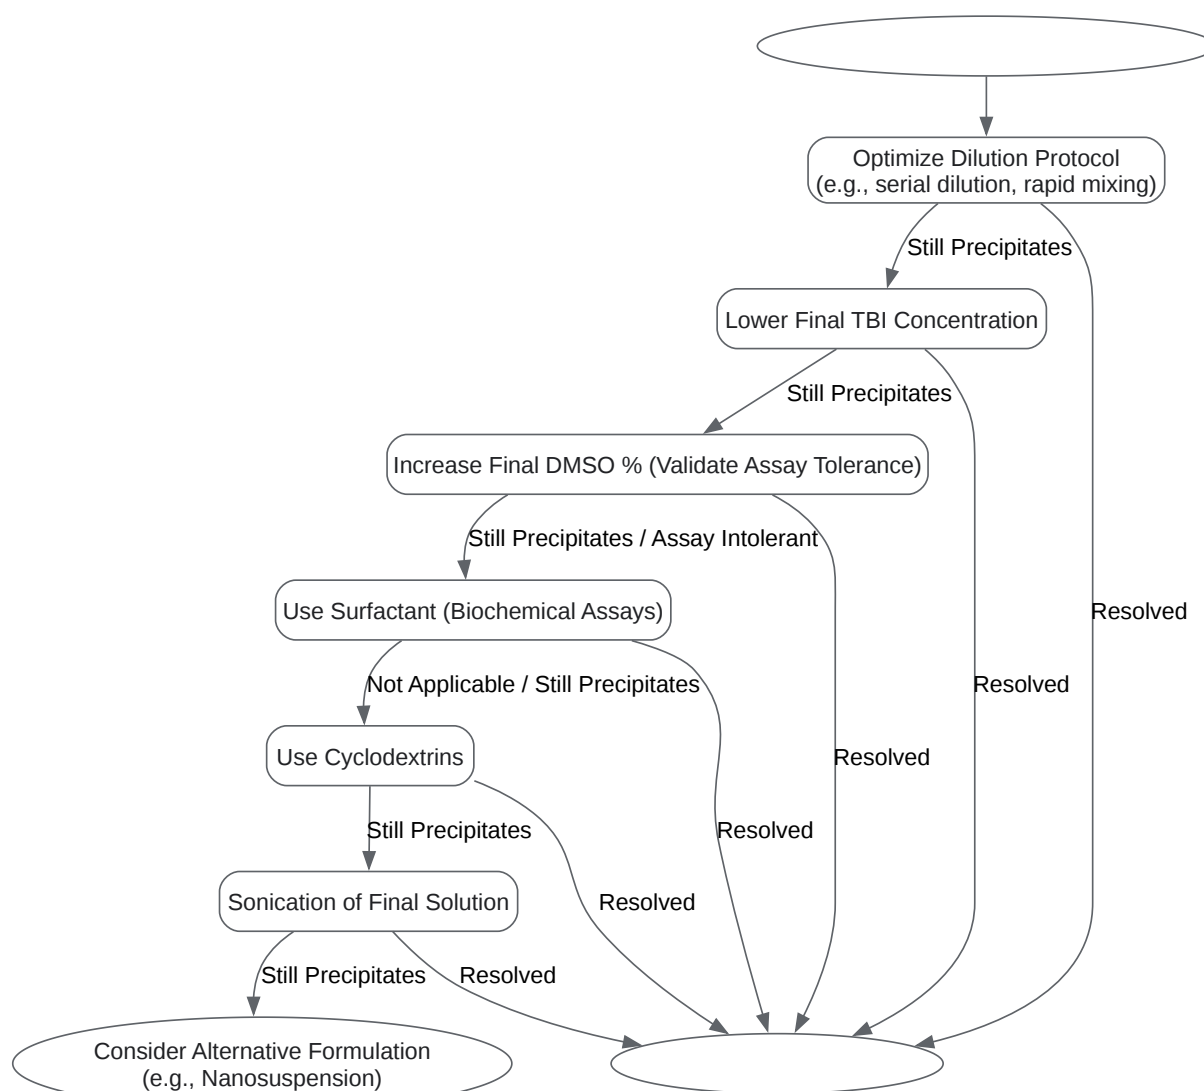 Optimize Dilution Protocol
(e.g., serial dilution, rapid mixing)
Still Precipitates
Lower Final TBI Concentration
Still Precipitates
Increase Final DMSO % (Validate Assay Tolerance)
Still Precipitates / Assay Intolerant
Use Surfactant (Biochemical Assays)
Resolved
Not Applicable / Still Precipitates
Resolved
Use Cyclodextrins
Resolved
Still Precipitates
Resolved
Sonication of Final Solution
Resolved
Still Precipitates
Resolved
Consider Alternative Formulation
(e.g., Nanosuspension)